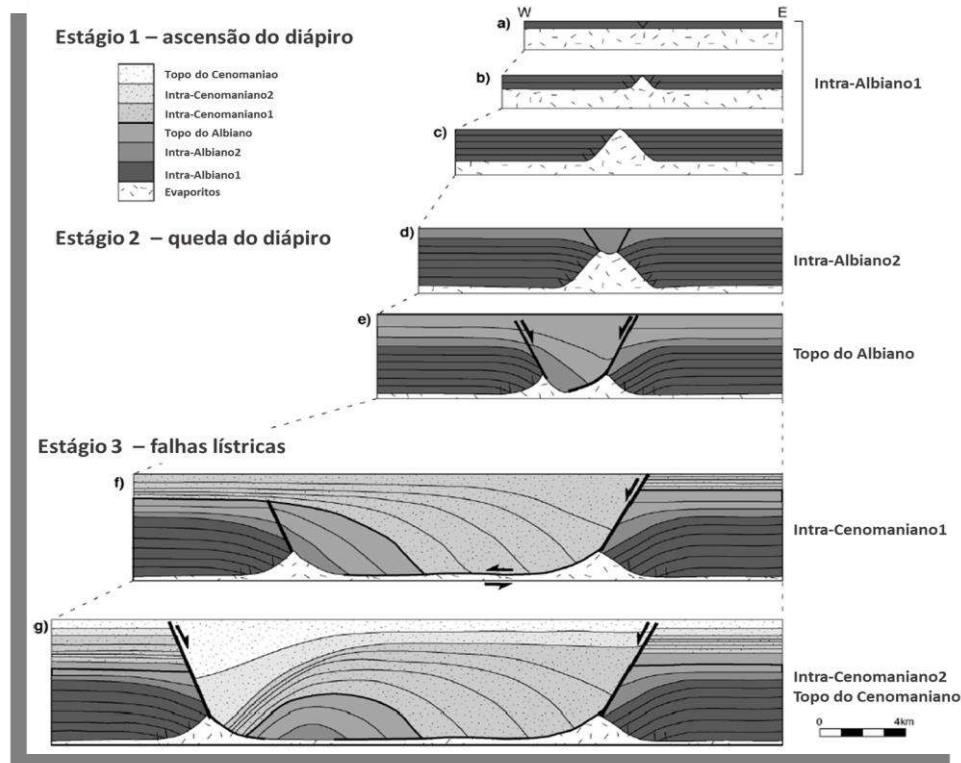 W E
Estágio 1 – ascensão do diápiro
a)
Topo do Cenomaniao
Intra-Cenomaniano2
Intra-Cenomaniano1
Topo do Albiano
Intra-Albiano2
Intra-Albiano1
Evaporitos
b)
Intra-Albiano1
c)
Estágio 2 – queda do diápiro
d)
Intra-Albiano2
e)
Topo do Albiano
Estágio 3 – falhas lístricas
f)
Intra-Cenomaniano1
g)
Intra-Cenomaniano2
Topo do Cenomaniano
0 4km